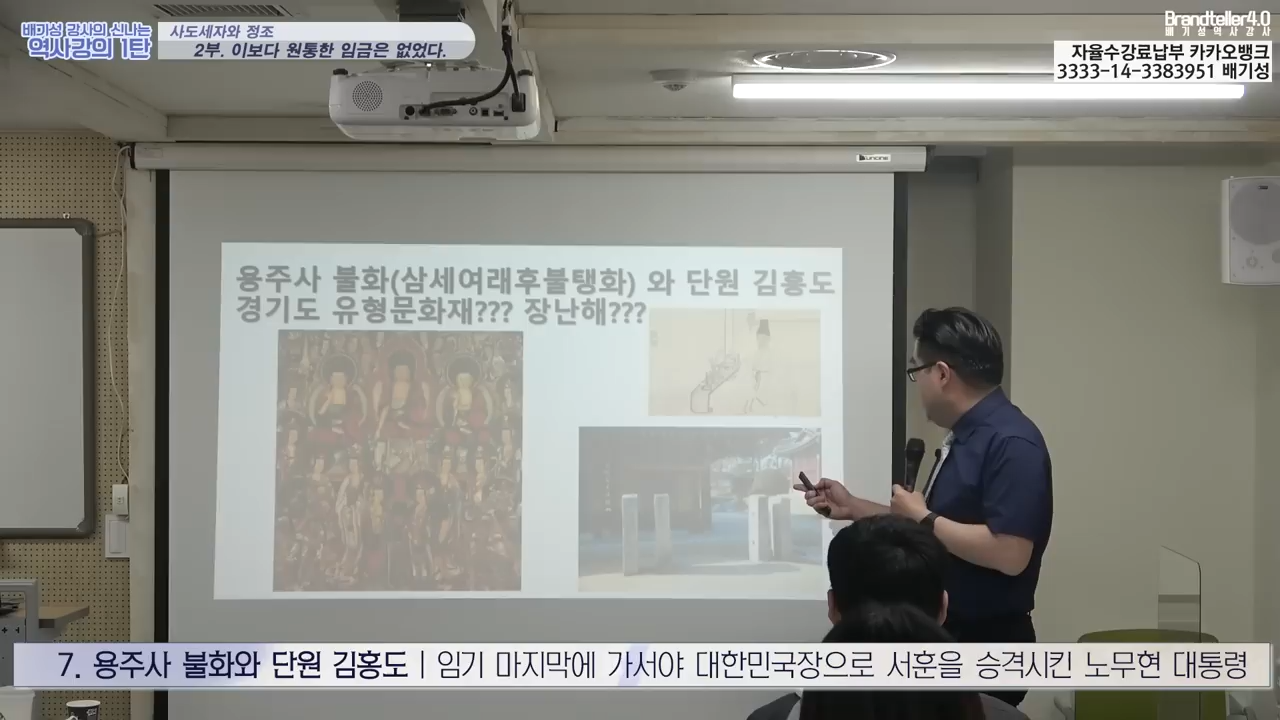 배기성 강사의 신나는
역사강의 1탄
사도세자와 정조
2부. 이보다 원통한 임금은 없었다.
Brandteller4.0
배기성역사강사
자율수강료납부 카카오뱅크
3333-14-3383951 배기성
용주사 불화(삼세여래후불탱화) 와 단원 김홍도
경기도 유형문화재??? 장난해???
7. 용주사 불화와 단원 김홍도 | 임기 마지막에 가서야 대한민국장으로 서훈을 승격시킨 노무현 대통령